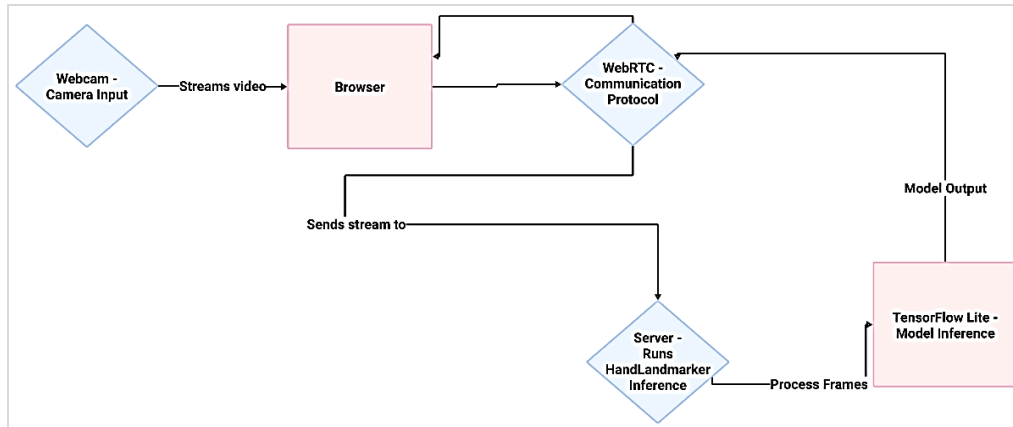 Webcam -
Camera Input
Streams video
Browser
WebRTC -
Communication
Protocol
Model Output
Sends stream to
TensorFlow Lite -
Model Inference
Server -
Runs
HandLandmarker
Inference
Process Frames